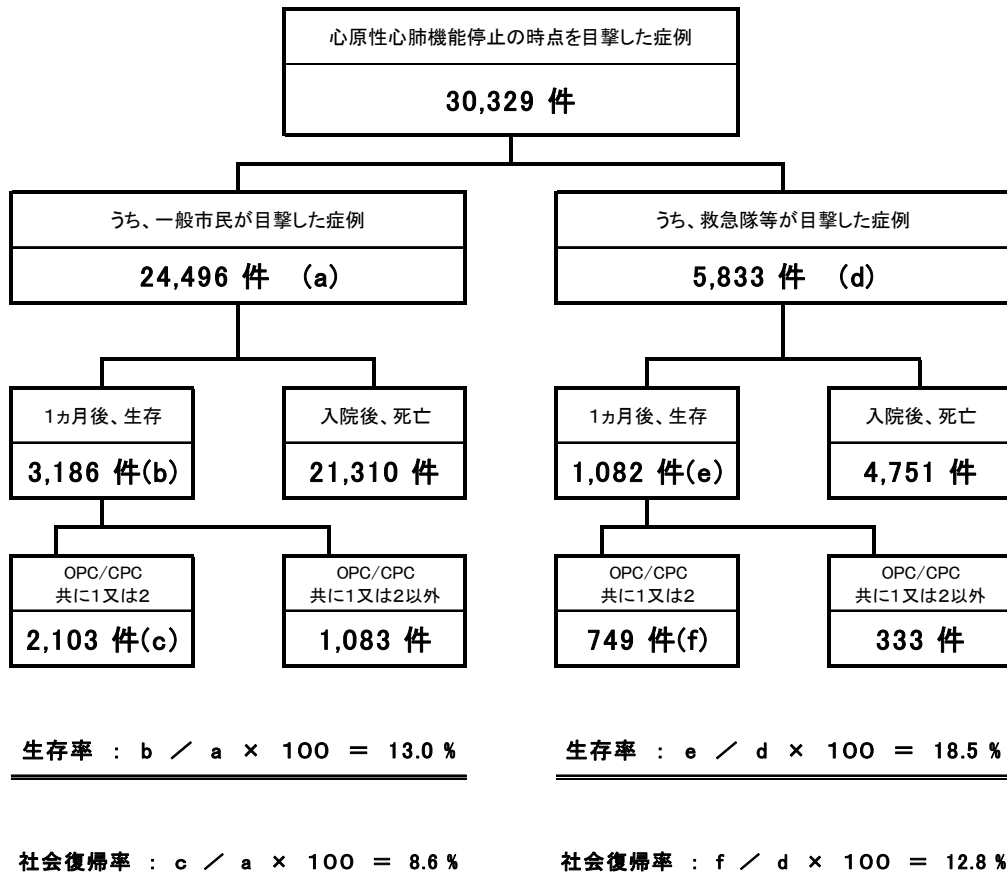 心原性心肺機能停止の時点を目撃した症例
30,329 件
うち、一般市民が目撃した症例
24,496 件 (a)
うち、救急隊等が目撃した症例
5,833 件 (d)
1ヵ月後、生存
3,186 件(b)
入院後、死亡
21,310 件
1ヵ月後、生存
1,082 件(e)
入院後、死亡
4,751 件
OPC/CPC
共に1又は2
2,103 件(c)
OPC/CPC
共に1又は2以外
1,083 件
OPC/CPC
共に1又は2
749 件(f)
OPC/CPC
共に1又は2以外
333 件
生存率 : b / a × 100 = 13.0 %
生存率 : e / d × 100 = 18.5 %
社会復帰率 : c / a × 100 = 8.6 %
社会復帰率 : f / d × 100 = 12.8 %